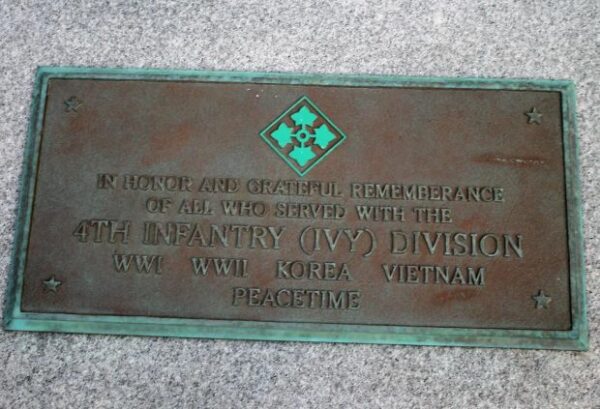 IN HONOR AND GRATEFUL REMEMBERANCE
OF ALL WHO SERVED WITH THE
4TH INFANTRY (IVY) DIVISION
WWI WWII KOREA VIETNAM
PEACETIME